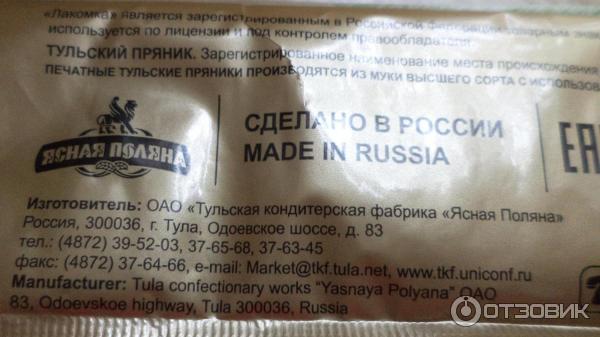 «Лакомка» является зарегистрированным в Российской Федерации товарным зна
используется по лицензии и под контролем правообладателя.
ТУЛЬСКИЙ ПРЯНИК. Зарегистрированное наименование места происхождения
ПЕЧАТНЫЕ ТУЛЬСКИЕ ПРЯНИКИ ПРОИЗВОДЯТСЯ ИЗ МУКИ ВЫСШЕГО СОРТА С ИСПОЛЬЗОВ
ЯСНАЯ ПОЛЯНА
СДЕЛАНО В РОССИИ
MADE IN RUSSIA
ЕАС
Изготовитель: ОАО «Тульская кондитерская фабрика «Ясная Поляна»
Россия, 300036, г. Тула, Одоевское шоссе, д. 83
тел.: (4872) 39-52-03, 37-65-68, 37-63-45
факс: (4872) 37-64-66, e-mail: Market@tkf.tula.net, www.tkf.uniconf.ru
Manufacturer: Tula confectionary works "Yasnaya Polyana" OAO
83, Odoevskoe highway, Tula 300036, Russia
ОТЗОВИК